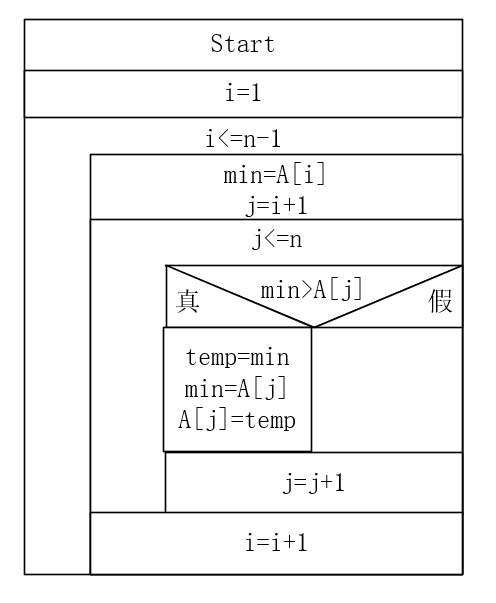 Start
i=1
i<=n-1
min=A[i]
j=i+1
j<=n
min>A[j]
真
假
temp=min
min=A[j]
A[j]=temp
j=j+1
i=i+1